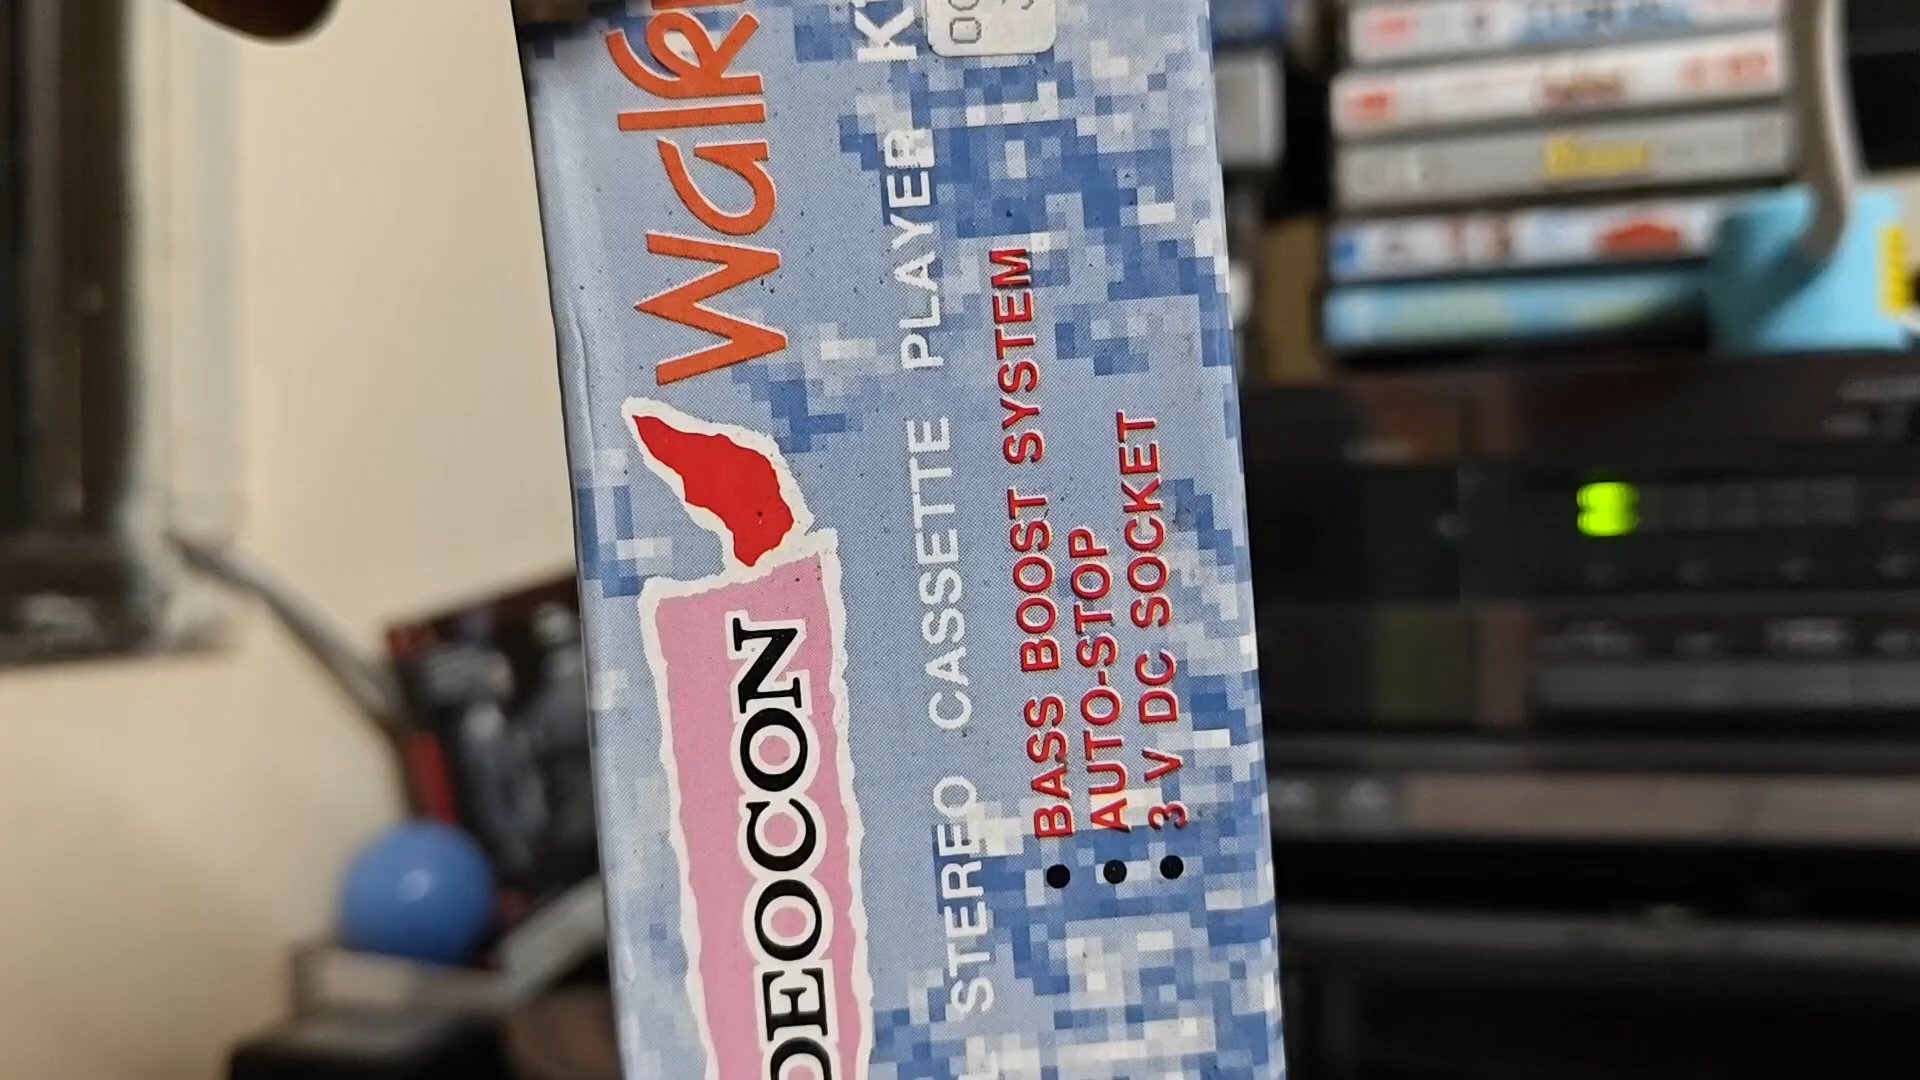 DEOCON Walk
STEREO CASSETTE PLAYER
BASS BOOST SYSTEM
AUTO-STOP
3 V DC SOCKET